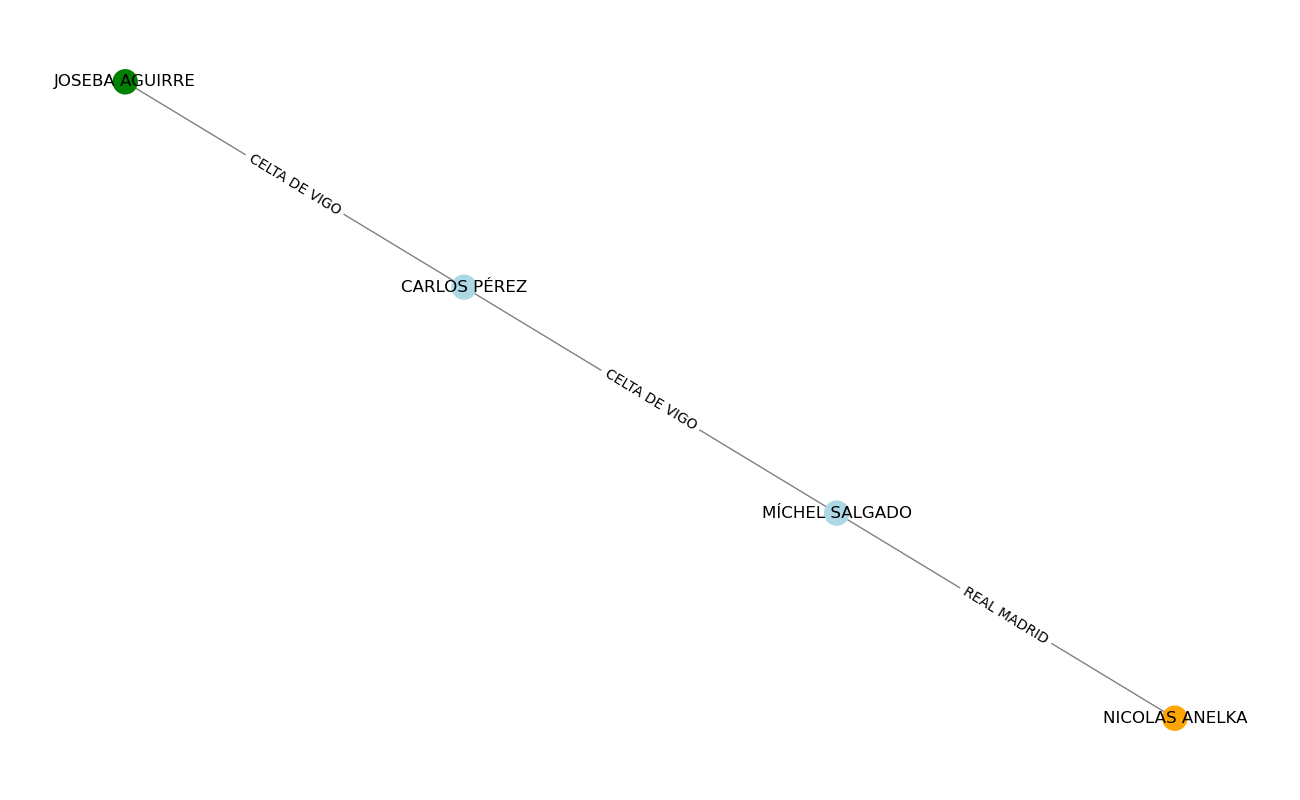 JOSEBA AGUIRRE
CELTA DE VIGO
CARLOS PÉREZ
CELTA DE VIGO
MÍCHEL SALGADO
REAL MADRID
NICOLAS ANELKA